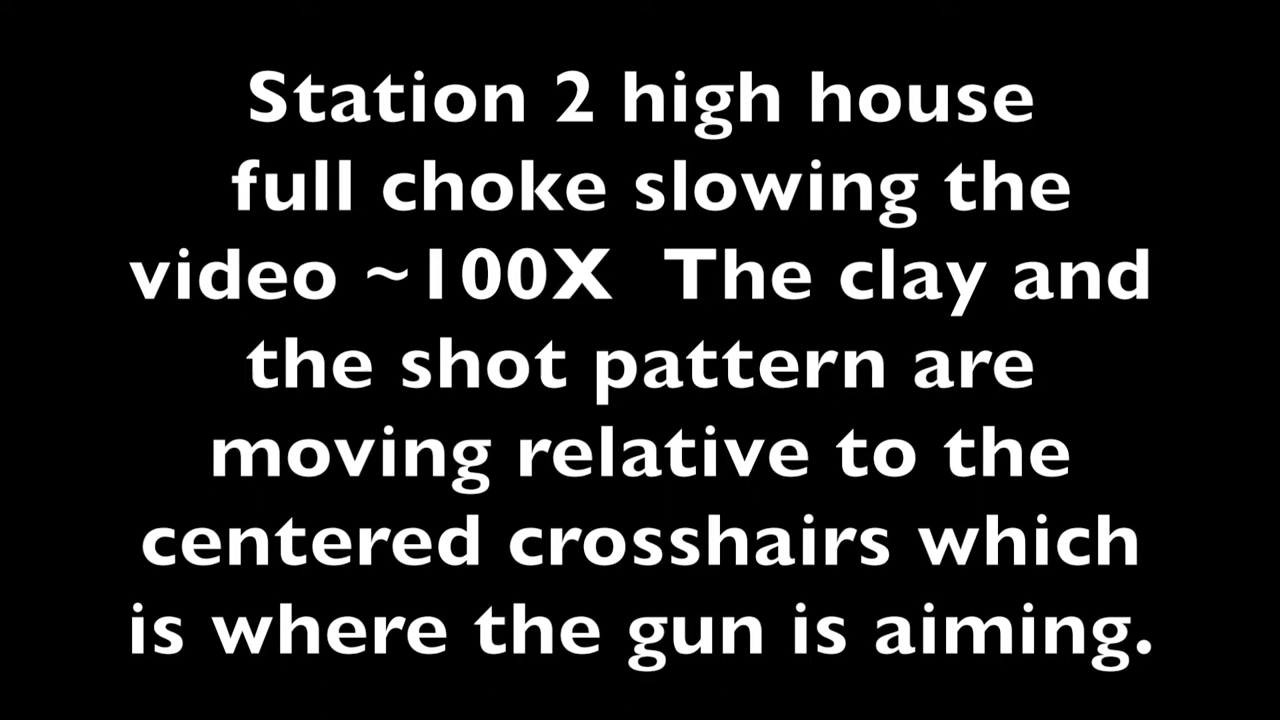 Station 2 high house
full choke slowing the
video ~100X  The clay and
the shot pattern are
moving relative to the
centered crosshairs which
is where the gun is aiming.